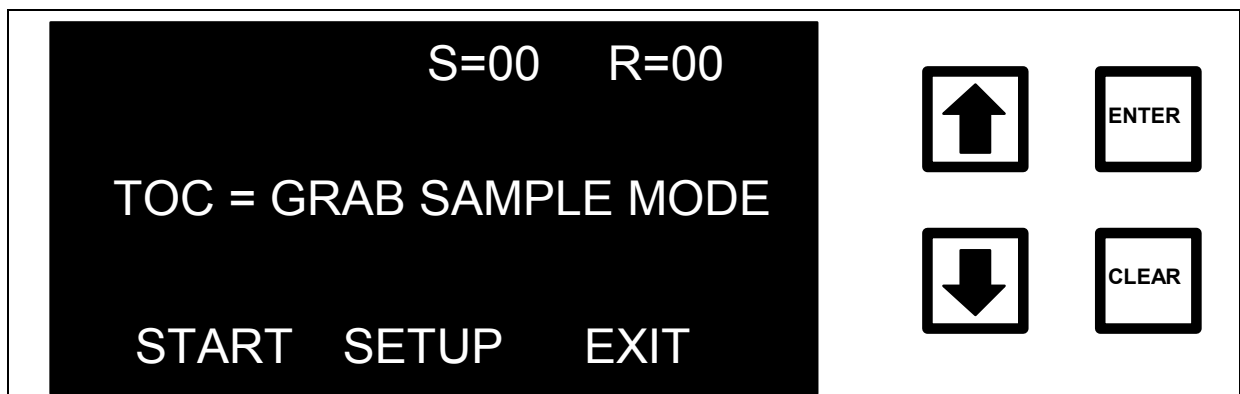 S=00 R=00
TOC = GRAB SAMPLE MODE
START SETUP EXIT
ENTER
CLEAR